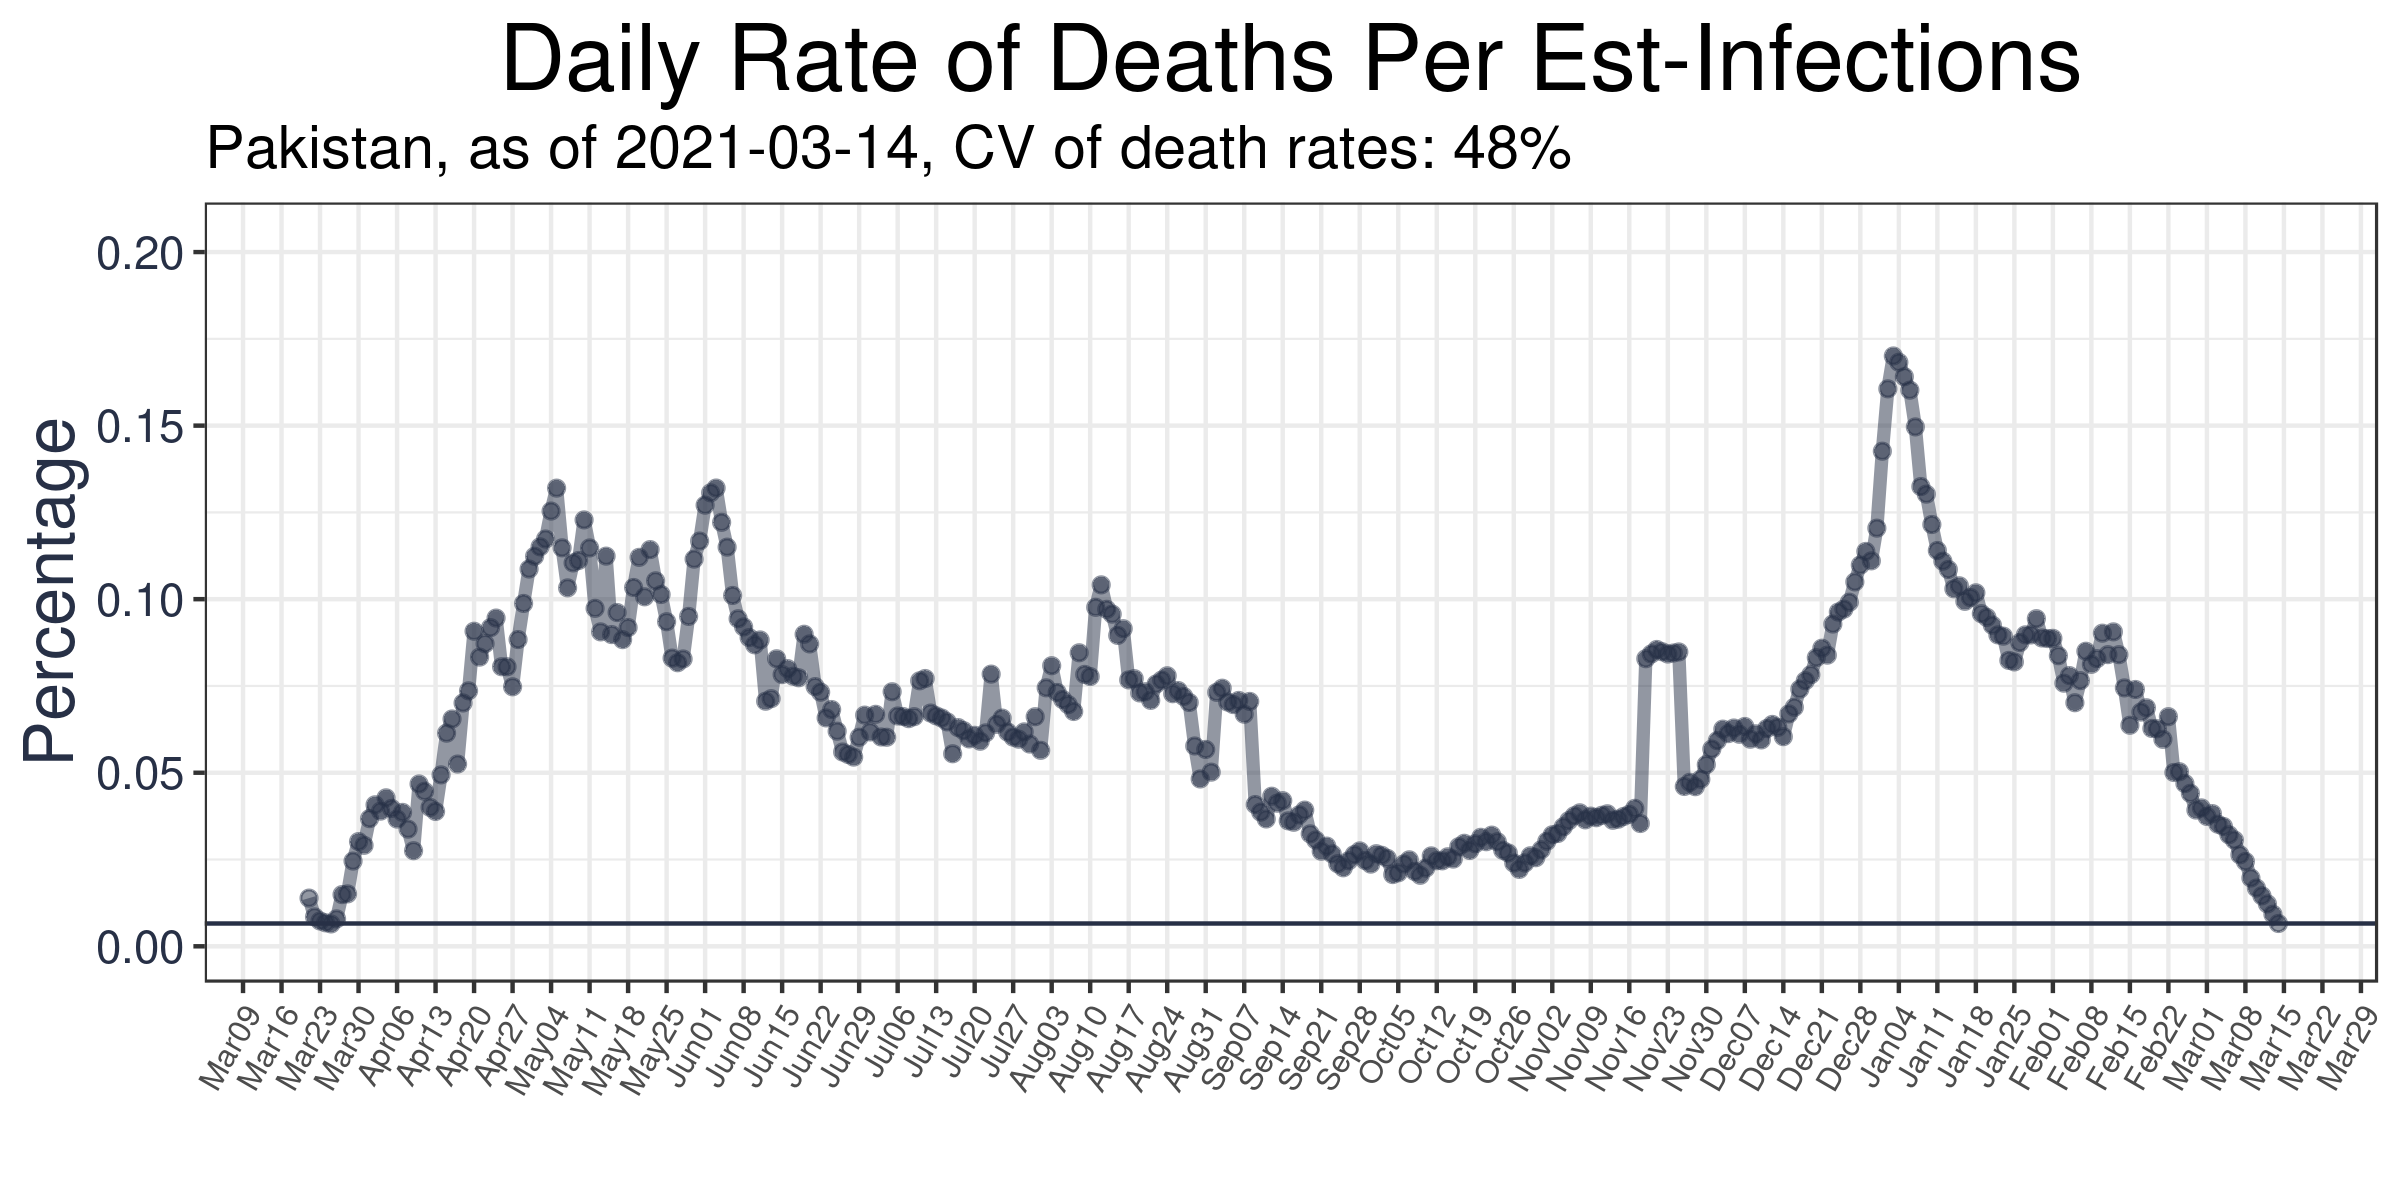 Daily Rate of Deaths Per Est-Infections
Pakistan, as of 2021-03-14, CV of death rates: 48%
Percentage
0.20
0.15
0.10
0.05
0.00
Mar09
Mar16
Mar23
Mar30
Apr06
Apr13
Apr20
Apr27
May04
May11
May18
May25
Jun01
Jun08
Jun15
Jun22
Jun29
Jul06
Jul13
Jul20
Jul27
Aug03
Aug10
Aug17
Aug24
Aug31
Sep07
Sep14
Sep21
Sep28
Oct05
Oct12
Oct19
Oct26
Nov02
Nov09
Nov16
Nov23
Nov30
Dec07
Dec14
Dec21
Dec28
Jan04
Jan11
Jan18
Jan25
Feb01
Feb08
Feb15
Feb22
Mar01
Mar08
Mar15
Mar22
Mar29